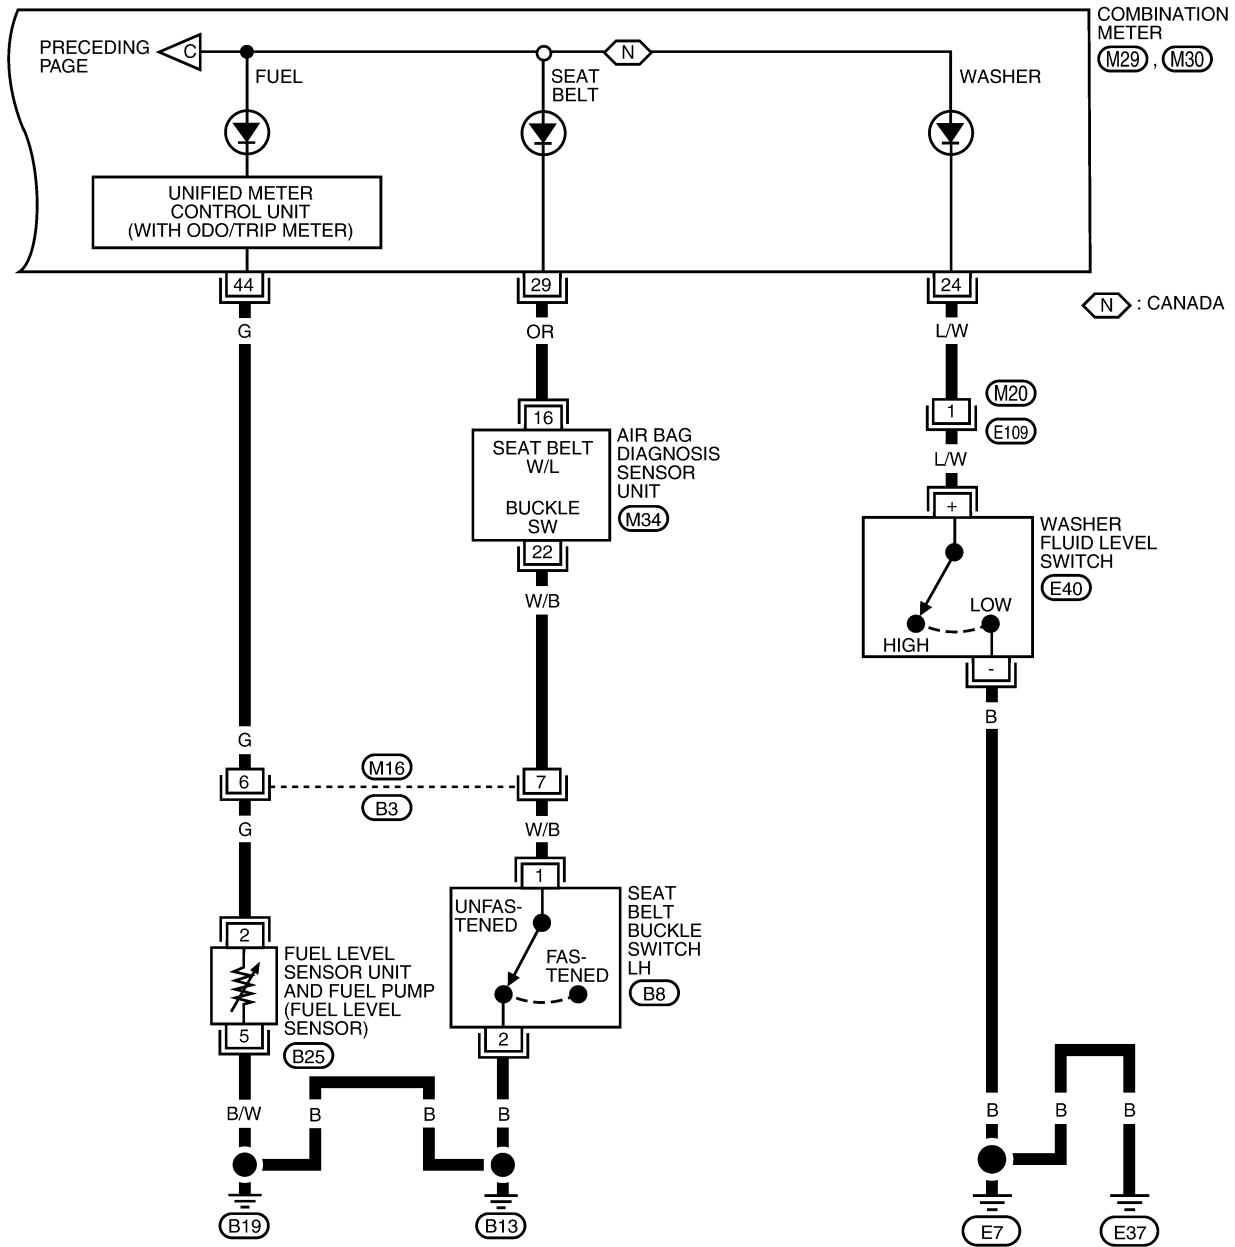 COMBINATION
METER
M29 , M30
PRECEDING
PAGE
C
N
FUEL
SEAT
BELT
WASHER
UNIFIED METER
CONTROL UNIT
(WITH ODO/TRIP METER)
44
29
24
N : CANADA
G
OR
L/W
M20
1
E109
16
SEAT BELT
W/L
BUCKLE
SW
AIR BAG
DIAGNOSIS
SENSOR
UNIT
M34
22
L/W
+
WASHER
FLUID LEVEL
SWITCH
E40
LOW
HIGH
-
W/B
B
G
M16
6
7
B3
G
W/B
1
UNFAS-
TENED
FAS-
TENED
SEAT
BELT
BUCKLE
SWITCH
LH
B8
2
2
FUEL LEVEL
SENSOR UNIT
AND FUEL PUMP
(FUEL LEVEL
SENSOR)
5
B25
B/W
B
B
B
B
B
B
B19
B13
E7
E37